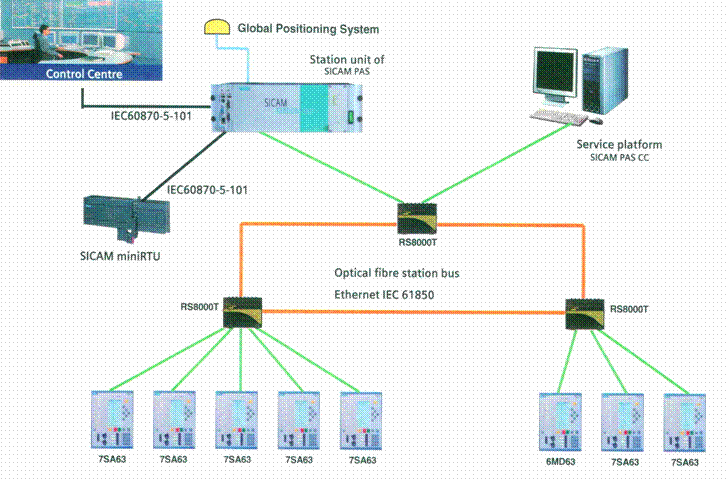 Global Positioning System
Station unit of
SICAM PAS
Control Centre
SICAM
IEC60870-5-101
Service platform
SICAM PAS CC
IEC60870-5-101
RS8000T
SICAM miniRTU
Optical fibre station bus
Ethernet IEC 61850
RS8000T
RS8000T
7SA63
7SA63
7SA63
7SA63
7SA63
6MD63
7SA63
7SA63